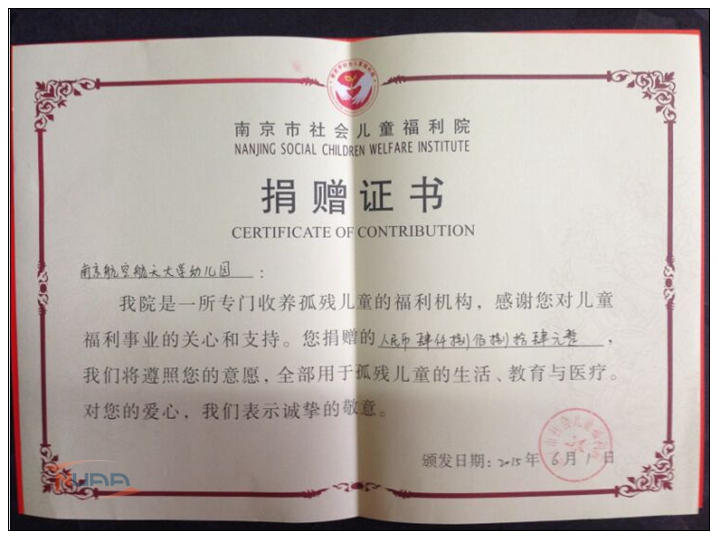 南京市社会儿童福利院
NANJING SOCIAL CHILDREN WELFARE INSTITUTE
捐赠证书
CERTIFICATE OF CONTRIBUTION
南京航空航天大学幼儿园：
我院是一所专门收养孤残儿童的福利机构，感谢您对儿童
福利事业的关心和支持。您捐赠的人民币肆仟捌佰捌拾肆元整，
我们将遵照您的意愿，全部用于孤残儿童的生活、教育与医疗。
对您的爱心，我们表示诚挚的敬意。
市社会儿童福利
颁发日期：2015年6月1日